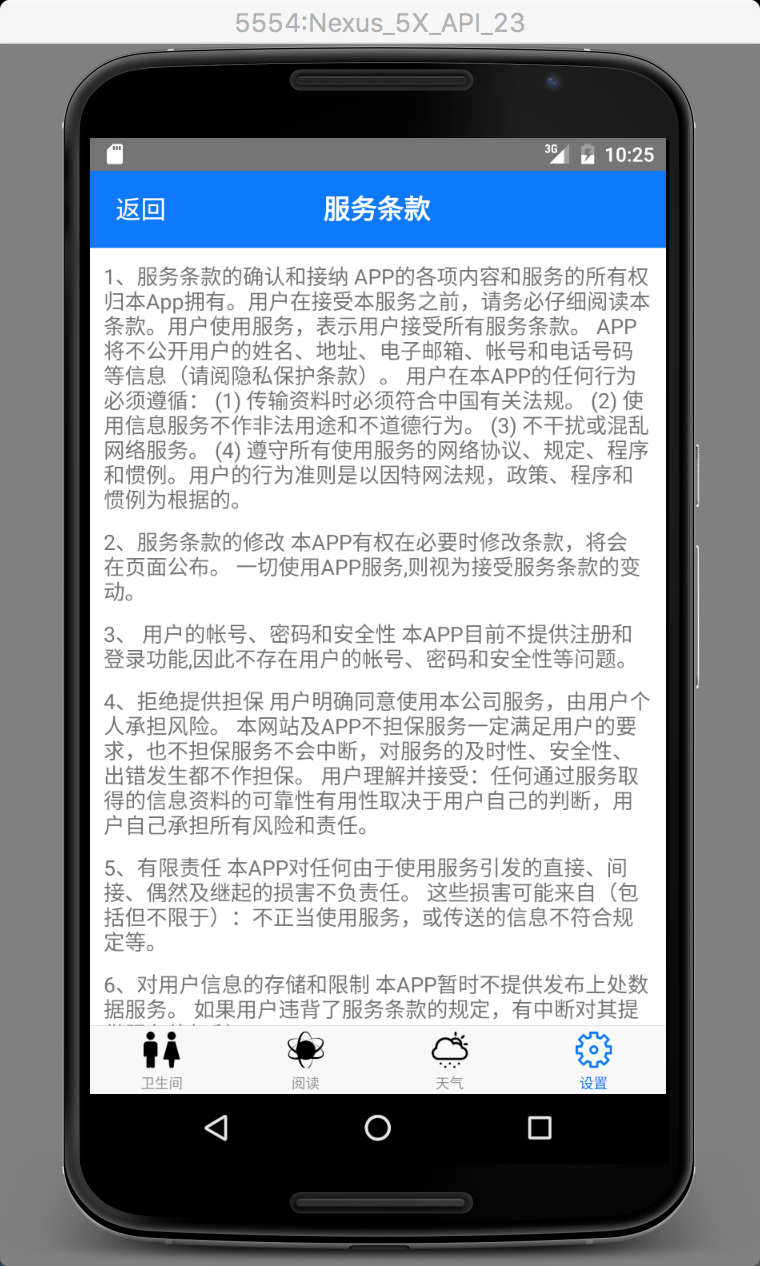 5554:Nexus_5X_API_23
3G 10:25
返回 服务条款
1、服务条款的确认和接纳 APP的各项内容和服务的所有权
归本App拥有。用户在接受本服务之前，请务必仔细阅读本
条款。用户使用服务，表示用户接受所有服务条款。 APP
将不公开用户的姓名、地址、电子邮箱、帐号和电话号码
等信息（请阅隐私保护条款）。 用户在本APP的任何行为
必须遵循： (1) 传输资料时必须符合中国有关法规。 (2) 使
用信息服务不作非法用途和不道德行为。 (3) 不干扰或混乱
网络服务。 (4) 遵守所有使用服务的网络协议、规定、程序
和惯例。用户的行为准则是以因特网法规，政策、程序和
惯例为根据的。
2、服务条款的修改 本APP有权在必要时修改条款，将会
在页面公布。 一切使用APP服务,则视为接受服务条款的变
动。
3、 用户的帐号、密码和安全性 本APP目前不提供注册和
登录功能,因此不存在用户的帐号、密码和安全性等问题。
4、拒绝提供担保 用户明确同意使用本公司服务，由用户个
人承担风险。 本网站及APP不担保服务一定满足用户的要
求，也不担保服务不会中断，对服务的及时性、安全性、
出错发生都不作担保。 用户理解并接受：任何通过服务取
得的信息资料的可靠性有用性取决于用户自己的判断，用
户自己承担所有风险和责任。
5、有限责任 本APP对任何由于使用服务引发的直接、间
接、偶然及继起的损害不负责任。 这些损害可能来自（包
括但不限于）：不正当使用服务，或传送的信息不符合规
定等。
6、对用户信息的存储和限制 本APP暂时不提供发布上处数
据服务。 如果用户违背了服务条款的规定，有中断对其提
卫生间 阅读 天气 设置